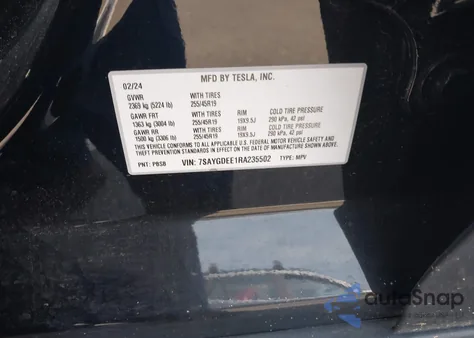 MFD BY TESLA, INC.
02/24
GVWR WITH TIRES
2369 kg (5224 lb) 255/45R19
GAWR FRT WITH TIRES RIM COLD TIRE PRESSURE
1363 kg (3004 lb) 255/45R19 19X9.5J 290 kPa, 42 psi
GAWR RR WITH TIRES RIM COLD TIRE PRESSURE
1500 kg (3306 lb) 255/45R19 19X9.5J 290 kPa, 42 psi
THIS VEHICLE CONFORMS TO ALL APPLICABLE U.S. FEDERAL MOTOR VEHICLE SAFETY AND
THEFT PREVENTION STANDARDS IN EFFECT ON THE DATE OF MANUFACTURE SHOWN ABOVE.
PNT: PBSB VIN: 7SAYGDEE1RA235502 TYPE: MPV
autoSnap